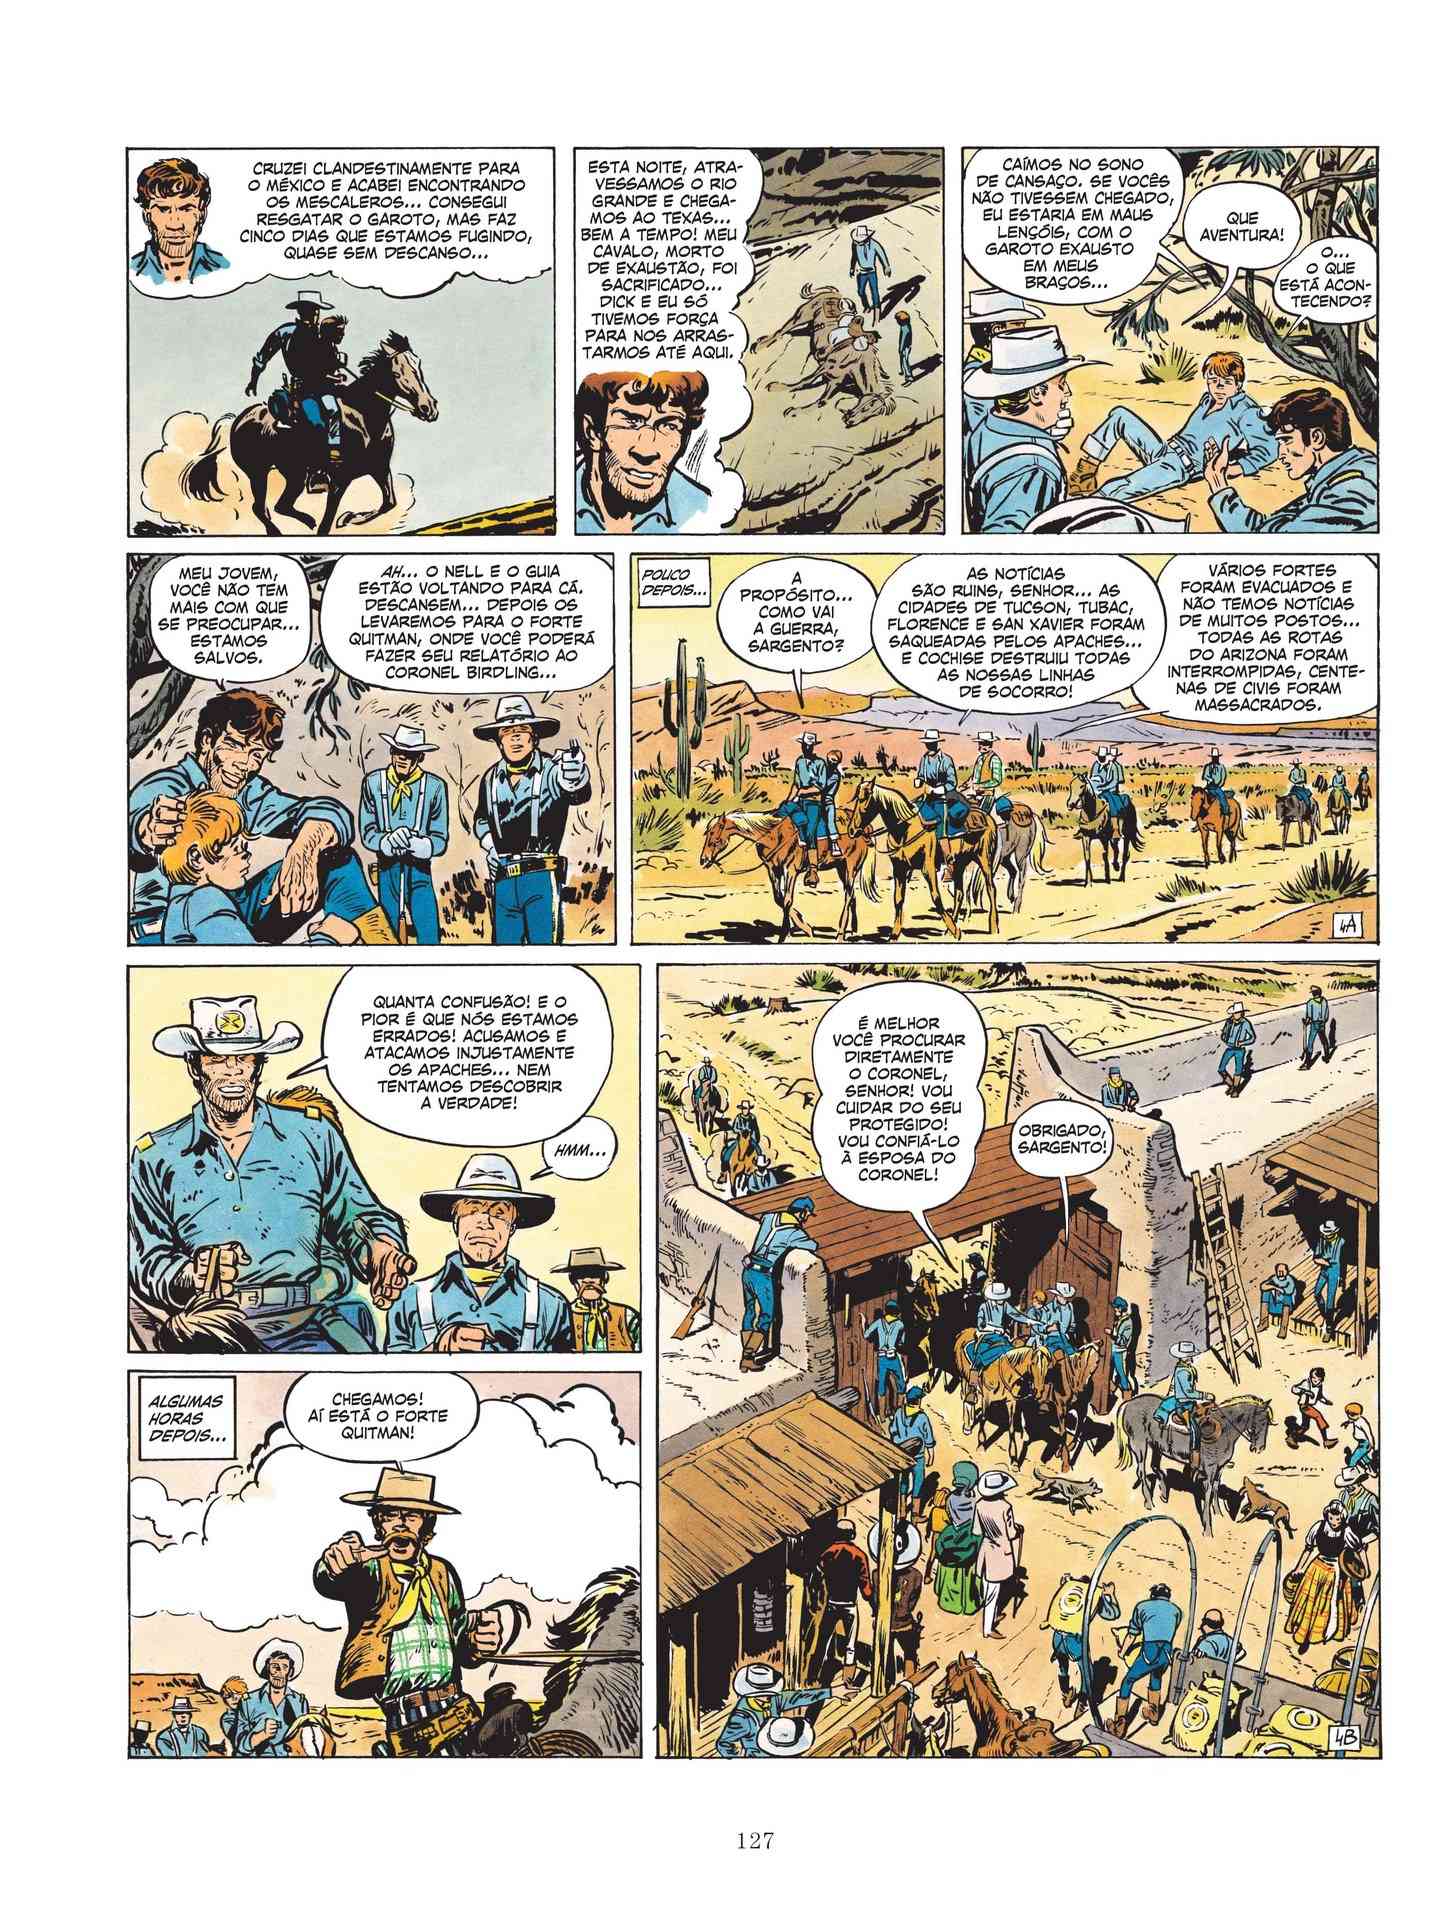 CRUZEI CLANDESTINAMENTE PARA
O MÉXICO E ACABEI ENCONTRANDO
OS MESCALEROS... CONSEGUI
RESGATAR O GAROTO, MAS FAZ
CINCO DIAS QUE ESTAMOS FUGINDO,
QUASE SEM DESCANSO...
ESTA NOITE, ATRA-
VESSAMOS O RIO
GRANDE E CHEGA-
MOS AO TEXAS...
BEM A TEMPO! MEU
CAVALO, MORTO
DE EXAUSTÃO, FOI
SACRIFICADO...
DICK E EU SÓ
TIVEMOS FORÇA
PARA NOS ARRAS-
TARMOS ATÉ AQUI.
CAÍMOS NO SONO
DE CANSAÇO. SE VOCÊS
NÃO TIVESSEM CHEGADO,
EU ESTARIA EM MAUS
LENÇÓIS, COM O
GAROTO EXAUSTO
EM MEUS
BRAÇOS...
QUE
AVENTURA!
O...
O QUE
ESTÁ ACON-
TECENDO?
MEU JOVEM,
VOCÊ NÃO TEM
MAIS COM QUE
SE PREOCUPAR...
ESTAMOS
SALVOS.
AH... O NELL E O GUIA
ESTÃO VOLTANDO PARA CÁ.
DESCANSEM... DEPOIS OS
LEVAREMOS PARA O FORTE
QUITMAN, ONDE VOCÊ PODERÁ
FAZER SEU RELATÓRIO AO
CORONEL BIRDLING...
POUCO
DEPOIS...
A
PROPÓSITO...
COMO VAI
A GUERRA,
SARGENTO?
AS NOTÍCIAS
SÃO RUINS, SENHOR... AS
CIDADES DE TUCSON, TUBAC,
FLORENCE E SAN XAVIER FORAM
SAQUEADAS PELOS APACHES...
E COCHISE DESTRUIU TODAS
AS NOSSAS LINHAS
DE SOCORRO!
VÁRIOS FORTES
FORAM EVACUADOS E
NÃO TEMOS NOTÍCIAS
DE MUITOS POSTOS...
TODAS AS ROTAS
DO ARIZONA FORAM
INTERROMPIDAS, CENTE-
NAS DE CIVIS FORAM
MASSACRADOS.
4A
QUANTA CONFUSÃO! E O
PIOR É QUE NÓS ESTAMOS
ERRADOS! ACUSAMOS E
ATACAMOS INJUSTAMENTE
OS APACHES... NEM
TENTAMOS DESCOBRIR
A VERDADE!
HMM...
ALGUMAS
HORAS
DEPOIS...
CHEGAMOS!
AÍ ESTÁ O FORTE
QUITMAN!
É MELHOR
VOCÊ PROCURAR
DIRETAMENTE
O CORONEL,
SENHOR! VOU
CUIDAR DO SEU
PROTEGIDO!
VOU CONFIÁ-LO
À ESPOSA DO
CORONEL!
OBRIGADO,
SARGENTO!
4B
127